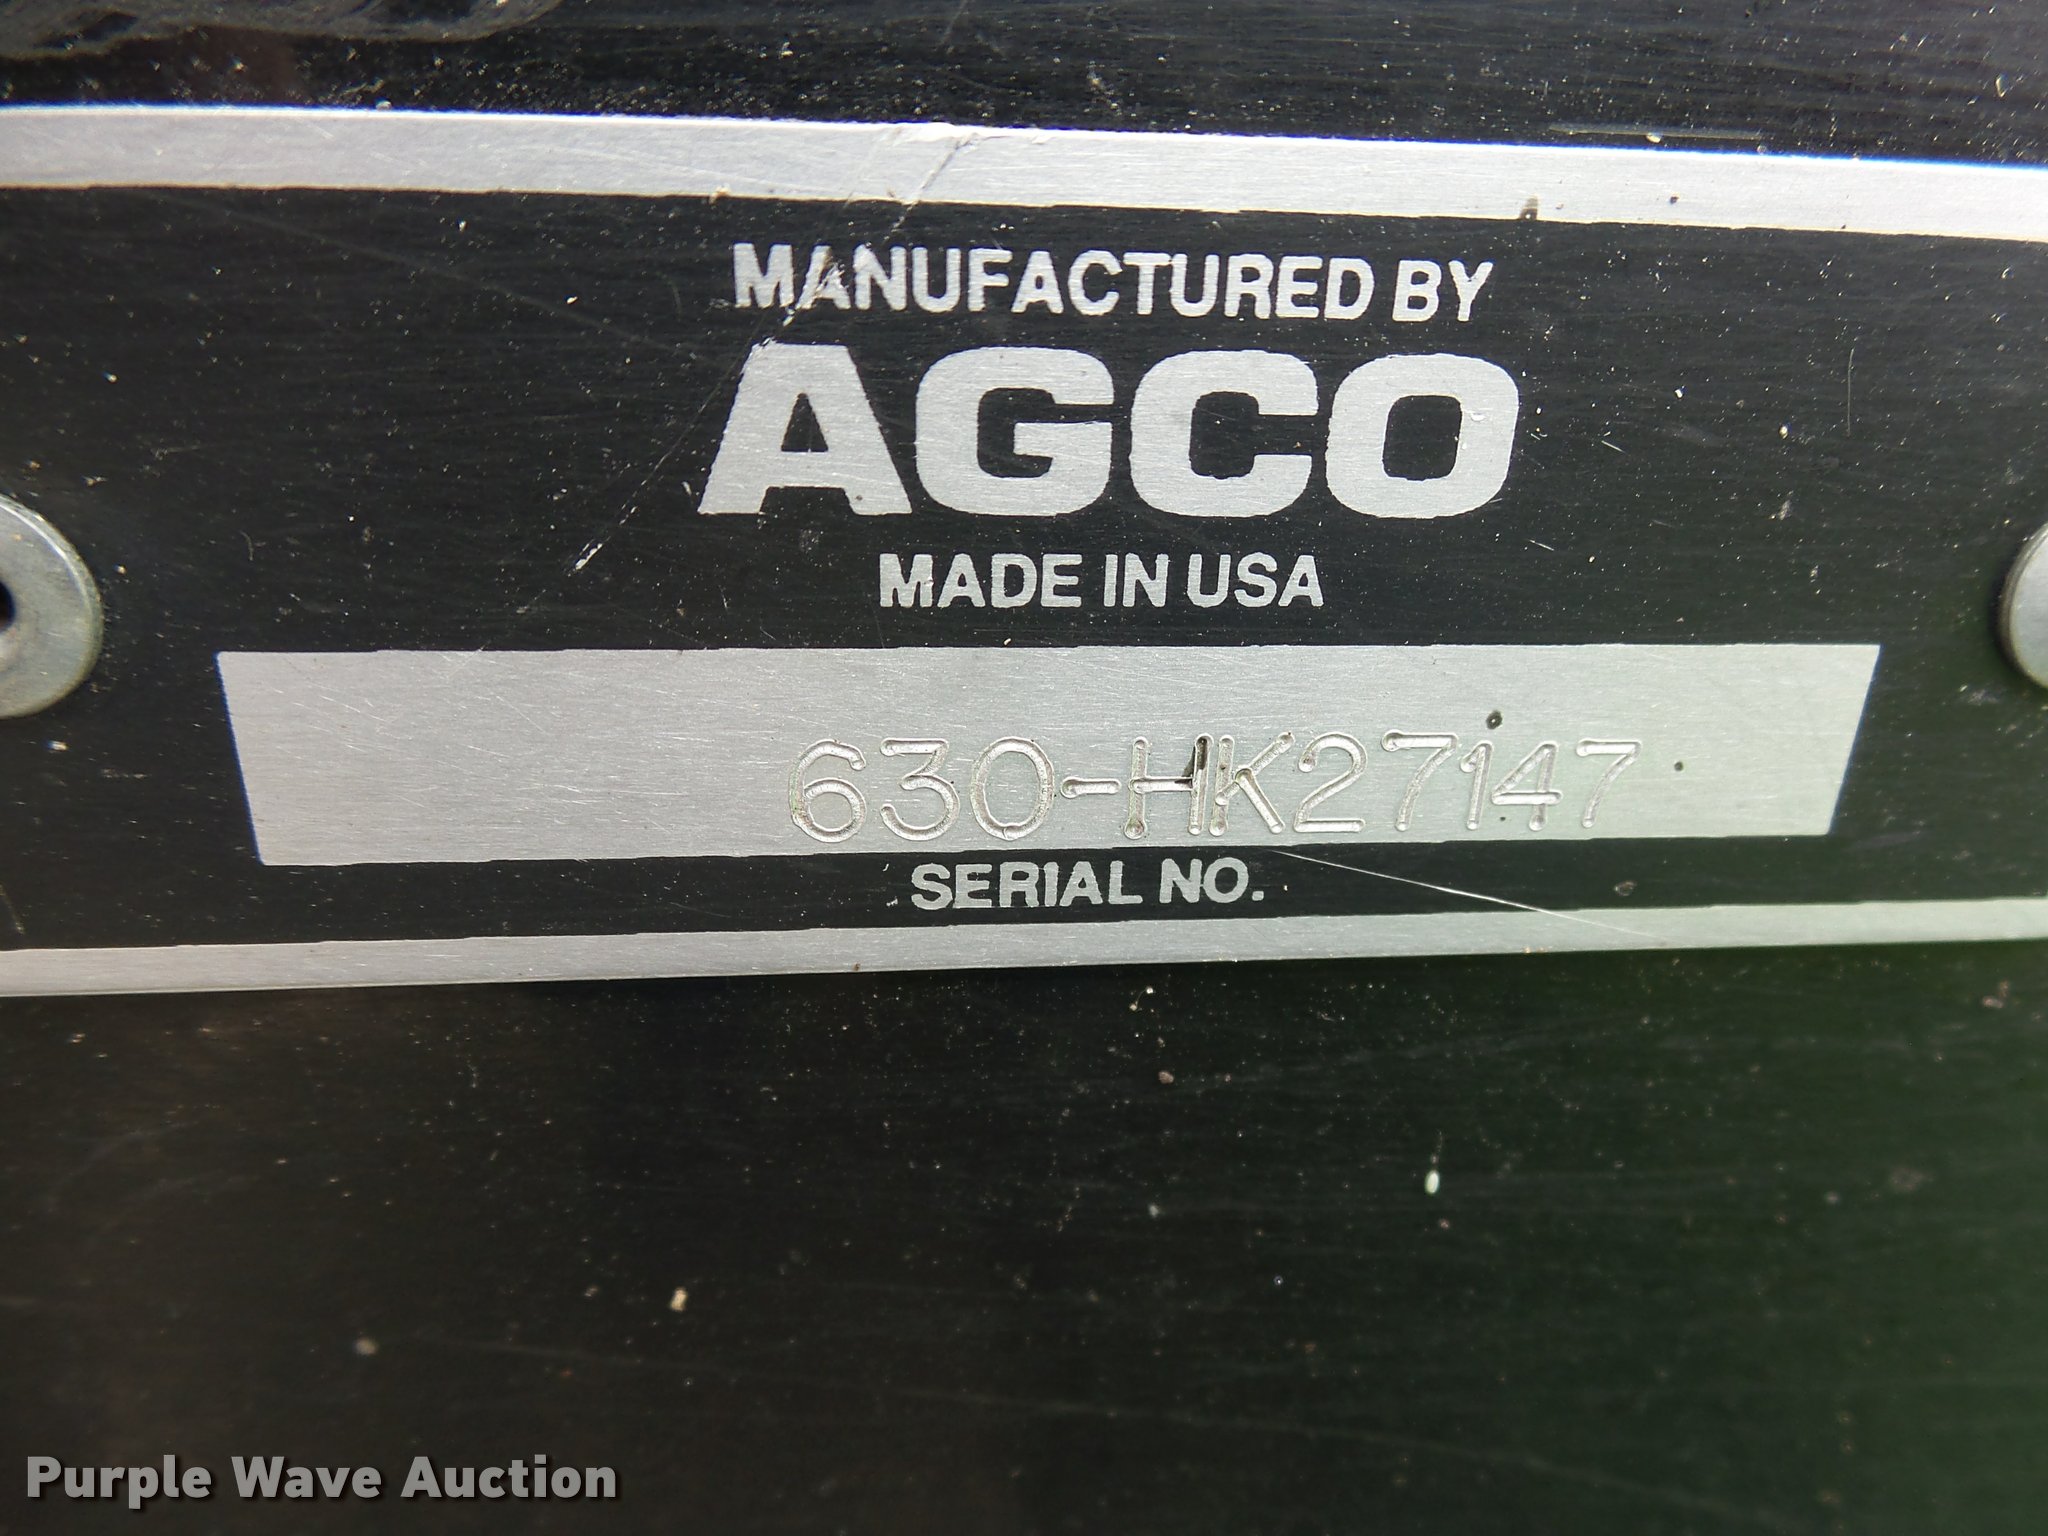 MANUFACTURED BY
AGCO
MADE IN USA
630-HK27147
SERIAL NO.
Purple Wave Auction